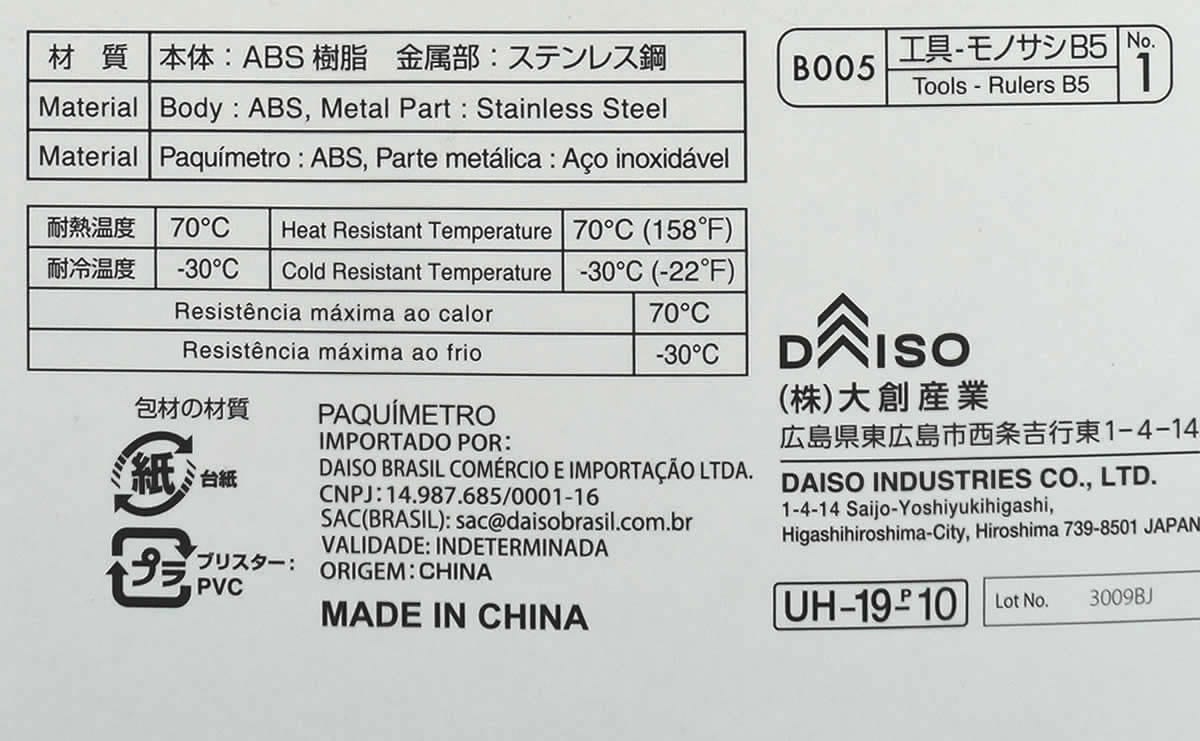 材 質 本体：ABS 樹脂 金属部：ステンレス鋼
Material Body : ABS, Metal Part : Stainless Steel
Material Paquímetro : ABS, Parte metálica : Aço inoxidável
耐熱温度 70°C Heat Resistant Temperature 70°C (158°F)
耐冷温度 -30°C Cold Resistant Temperature -30°C (-22°F)
Resistência máxima ao calor 70°C
Resistência máxima ao frio -30°C
包材の材質
紙 台紙
プラ ブリスター：
PVC
PAQUÍMETRO
IMPORTADO POR:
DAISO BRASIL COMÉRCIO E IMPORTAÇÃO LTDA.
CNPJ: 14.987.685/0001-16
SAC(BRASIL): sac@daisobrasil.com.br
VALIDADE: INDETERMINADA
ORIGEM: CHINA
MADE IN CHINA
B005 工具-モノサシB5 No.
Tools - Rulers B5 1
DAISO
(株)大創産業
広島県東広島市西条吉行東1-4-14
DAISO INDUSTRIES CO., LTD.
1-4-14 Saijo-Yoshiyukihigashi,
Higashihiroshima-City, Hiroshima 739-8501 JAPAN
UH-19-P-10 Lot No. 3009BJ